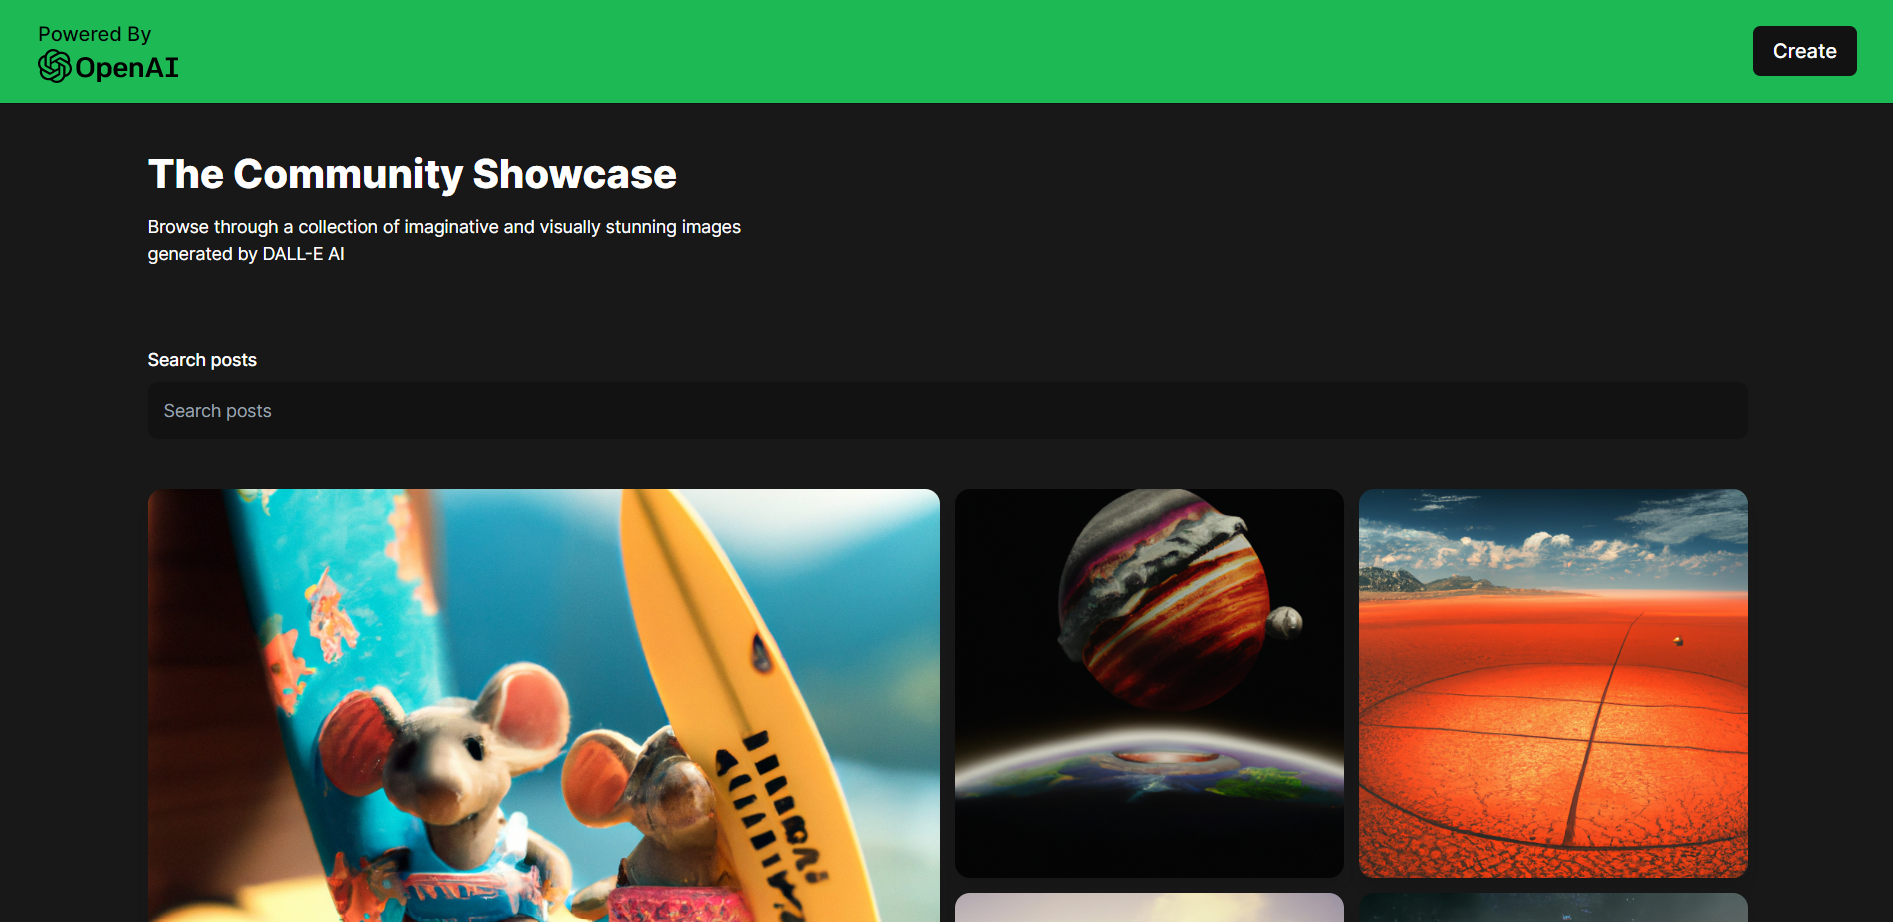 Powered By
OpenAI
Create
The Community Showcase
Browse through a collection of imaginative and visually stunning images
generated by DALL-E AI
Search posts
Search posts